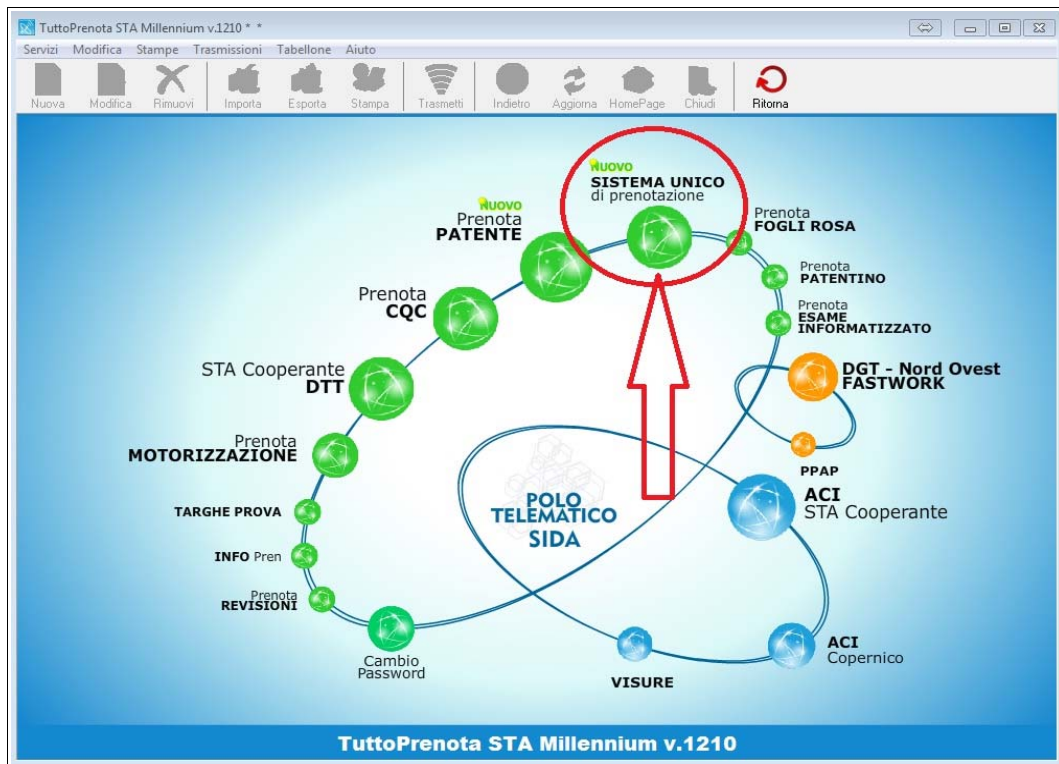 TuttoPrenota STA Millennium v.1210 * *
Servizi Modifica Stampe Trasmissioni Tabellone Aiuto
Nuova Modifica Rimuovi Importa Esporta Stampa Trasmetti Indietro Aggiorna HomePage Chiudi Ritorna
NUOVO
SISTEMA UNICO
di prenotazione
NUOVO
Prenota
PATENTE
Prenota
FOGLI ROSA
Prenota
PATENTINO
Prenota
ESAME
INFORMATIZZATO
Prenota
CQC
STA Cooperante
DTT
DGT - Nord Ovest
FASTWORK
Prenota
MOTORIZZAZIONE
PPAP
ACI
STA Cooperante
POLO
TELEMATICO
SIDA
TARGHE PROVA
INFO Pren
Prenota
REVISIONI
Cambio
Password
ACI
Copernico
VISURE
TuttoPrenota STA Millennium v.1210